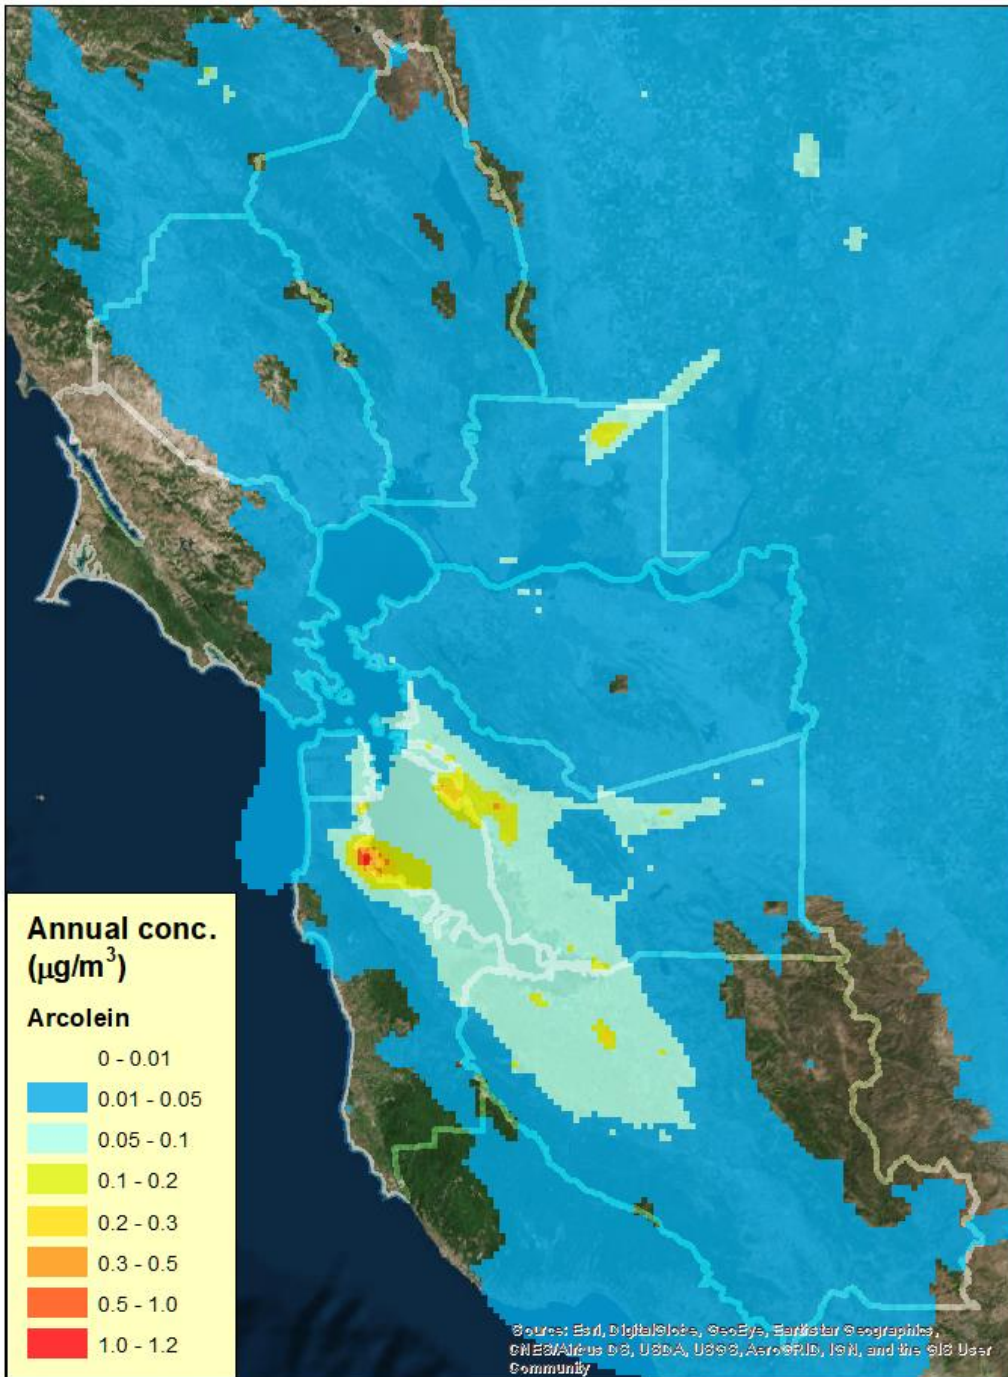 Annual conc.
(μg/m³)
Arcolein
0 - 0.01
0.01 - 0.05
0.05 - 0.1
0.1 - 0.2
0.2 - 0.3
0.3 - 0.5
0.5 - 1.0
1.0 - 1.2
Source: Esri, DigitalGlobe, GeoEye, Earthstar Geographics,
CNES/Airbus DS, USDA, USGS, AeroGRID, IGN, and the GIS User
Community